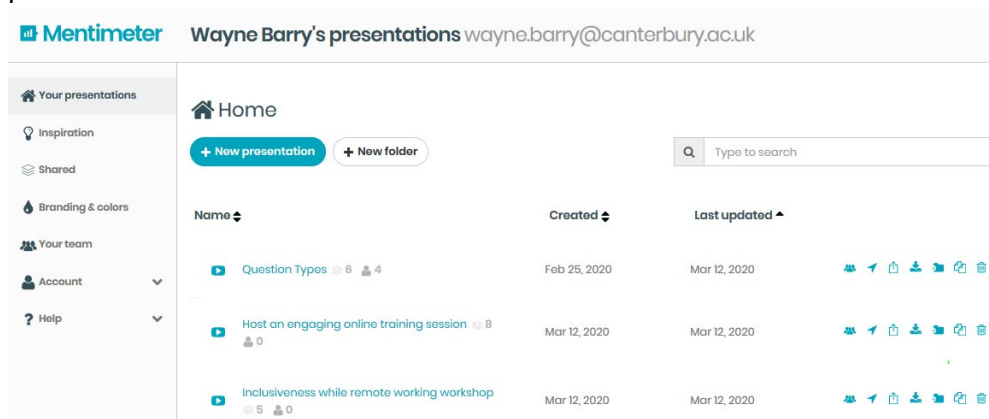 Mentimeter
Wayne Barry's presentations wayne.barry@canterbury.ac.uk
Your presentations
Inspiration
Shared
Branding & colors
Your team
Account
? Help
Home
+ New presentation
+ New folder
Type to search
Name
Created
Last updated
Question Types 6 4
Feb 25, 2020
Mar 12, 2020
Host an engaging online training session 8
0
Mar 12, 2020
Mar 12, 2020
Inclusiveness while remote working workshop
5 0
Mar 12, 2020
Mar 12, 2020